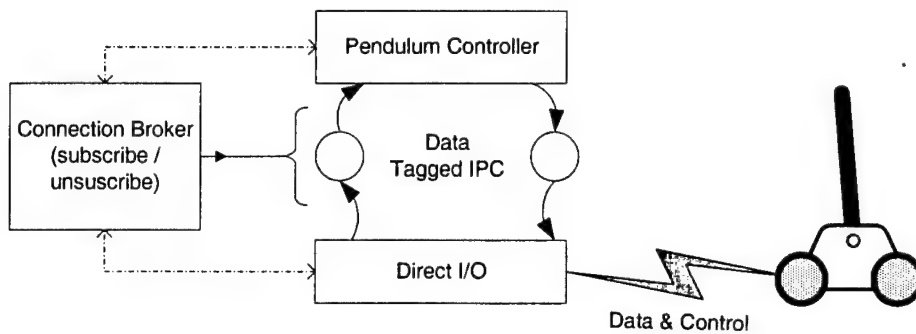 Pendulum Controller
Connection Broker
(subscribe /
unsuscribe)
Data
Tagged IPC
Direct I/O
Data & Control